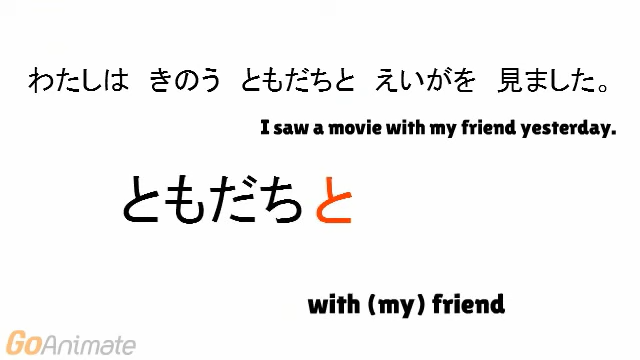 わたしは　きのう　ともだちと　えいがを　見ました。
I saw a movie with my friend yesterday.
ともだちと
with (my) friend
GoAnimate